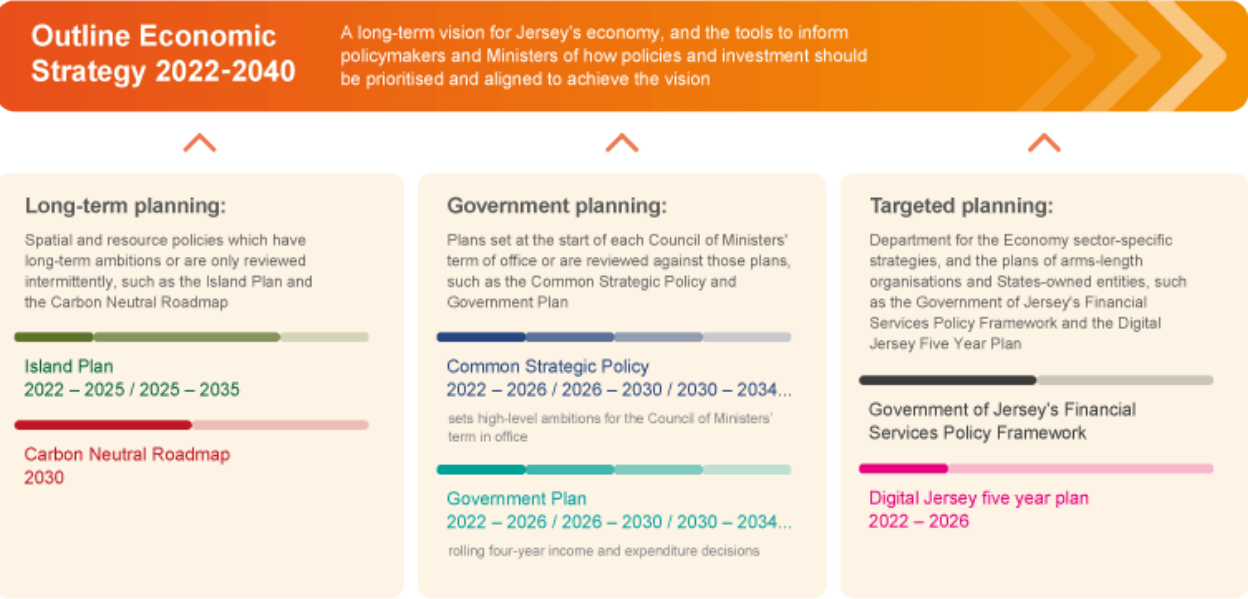 Outline Economic
Strategy 2022-2040
A long-term vision for Jersey's economy, and the tools to inform
policymakers and Ministers of how policies and investment should
be prioritised and aligned to achieve the vision
Long-term planning:
Spatial and resource policies which have
long-term ambitions or are only reviewed
intermittently, such as the Island Plan and
the Carbon Neutral Roadmap
Island Plan
2022 – 2025 / 2025 – 2035
Carbon Neutral Roadmap
2030
Government planning:
Plans set at the start of each Council of Ministers'
term of office or are reviewed against those plans,
such as the Common Strategic Policy and
Government Plan
Common Strategic Policy
2022 – 2026 / 2026 – 2030 / 2030 – 2034...
sets high-level ambitions for the Council of Ministers'
term in office
Government Plan
2022 – 2026 / 2026 – 2030 / 2030 – 2034...
rolling four-year income and expenditure decisions
Targeted planning:
Department for the Economy sector-specific
strategies, and the plans of arms-length
organisations and States-owned entities, such
as the Government of Jersey's Financial
Services Policy Framework and the Digital
Jersey Five Year Plan
Government of Jersey's Financial
Services Policy Framework
Digital Jersey five year plan
2022 – 2026